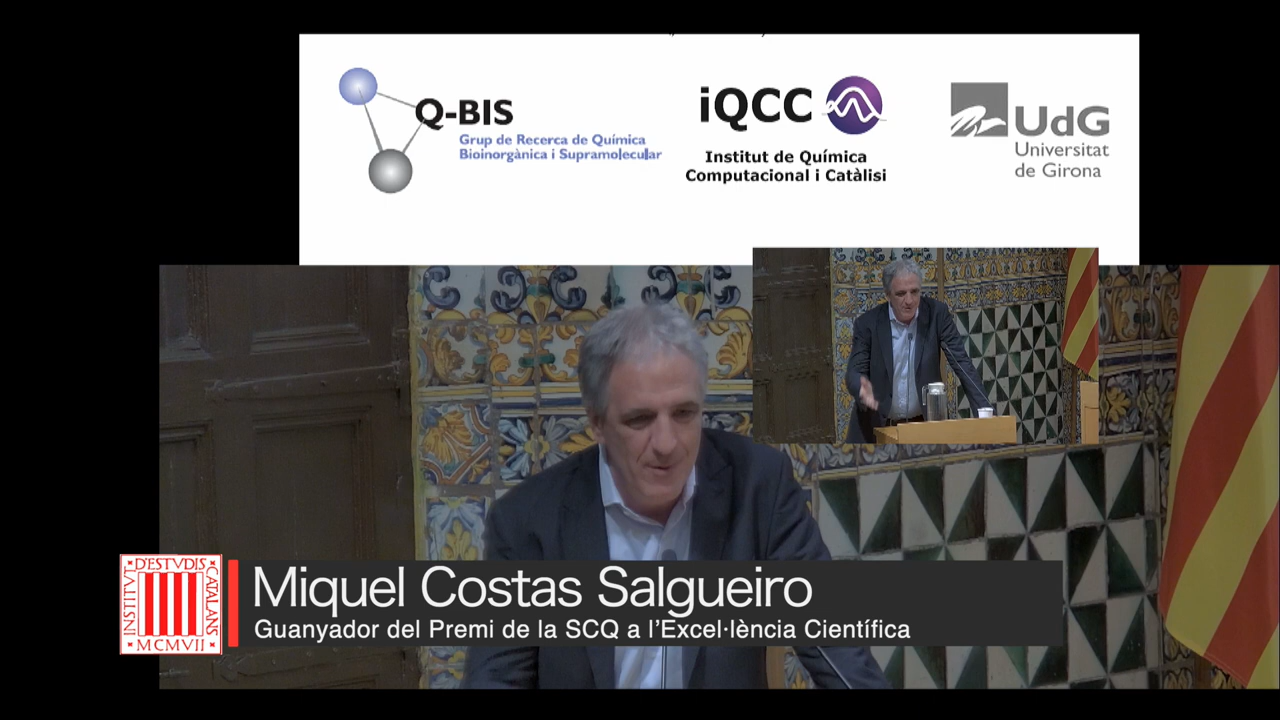 Q-BIS
Grup de Recerca de Química
Bioinorgànica i Supramolecular
iQCC
Institut de Química
Computacional i Catàlisi
UdG
Universitat
de Girona
INSTITVT
D'ESTVDIS
CATALANS
MCMVII
Miquel Costas Salgueiro
Guanyador del Premi de la SCQ a l'Excel·lència Científica